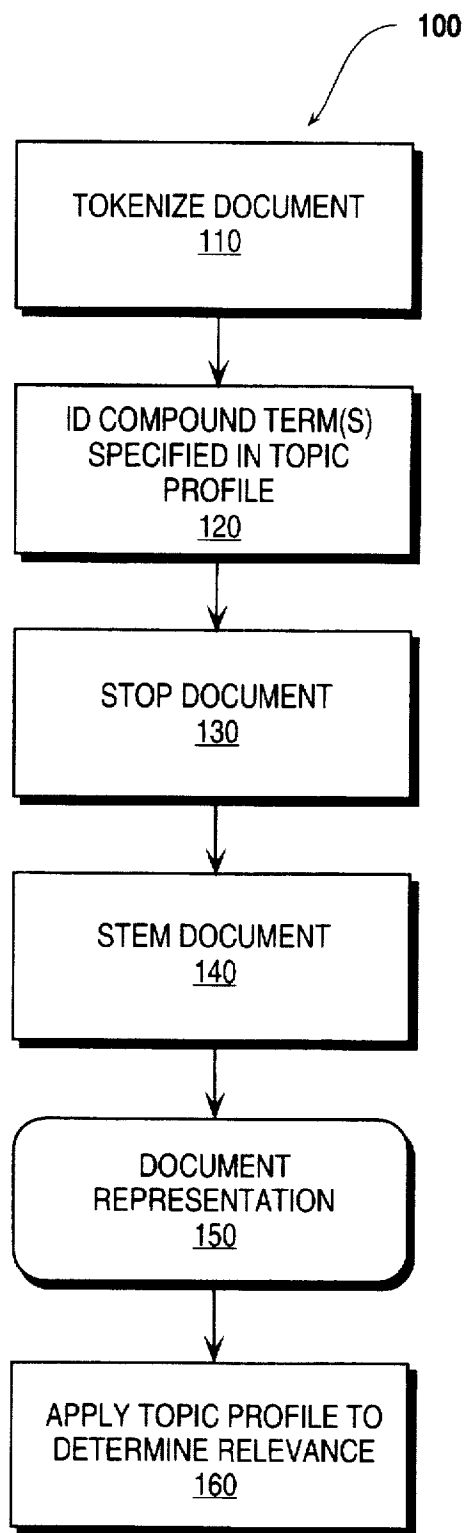 100
TOKENIZE DOCUMENT
110
ID COMPOUND TERM(S)
SPECIFIED IN TOPIC
PROFILE
120
STOP DOCUMENT
130
STEM DOCUMENT
140
DOCUMENT
REPRESENTATION
150
APPLY TOPIC PROFILE TO
DETERMINE RELEVANCE
160